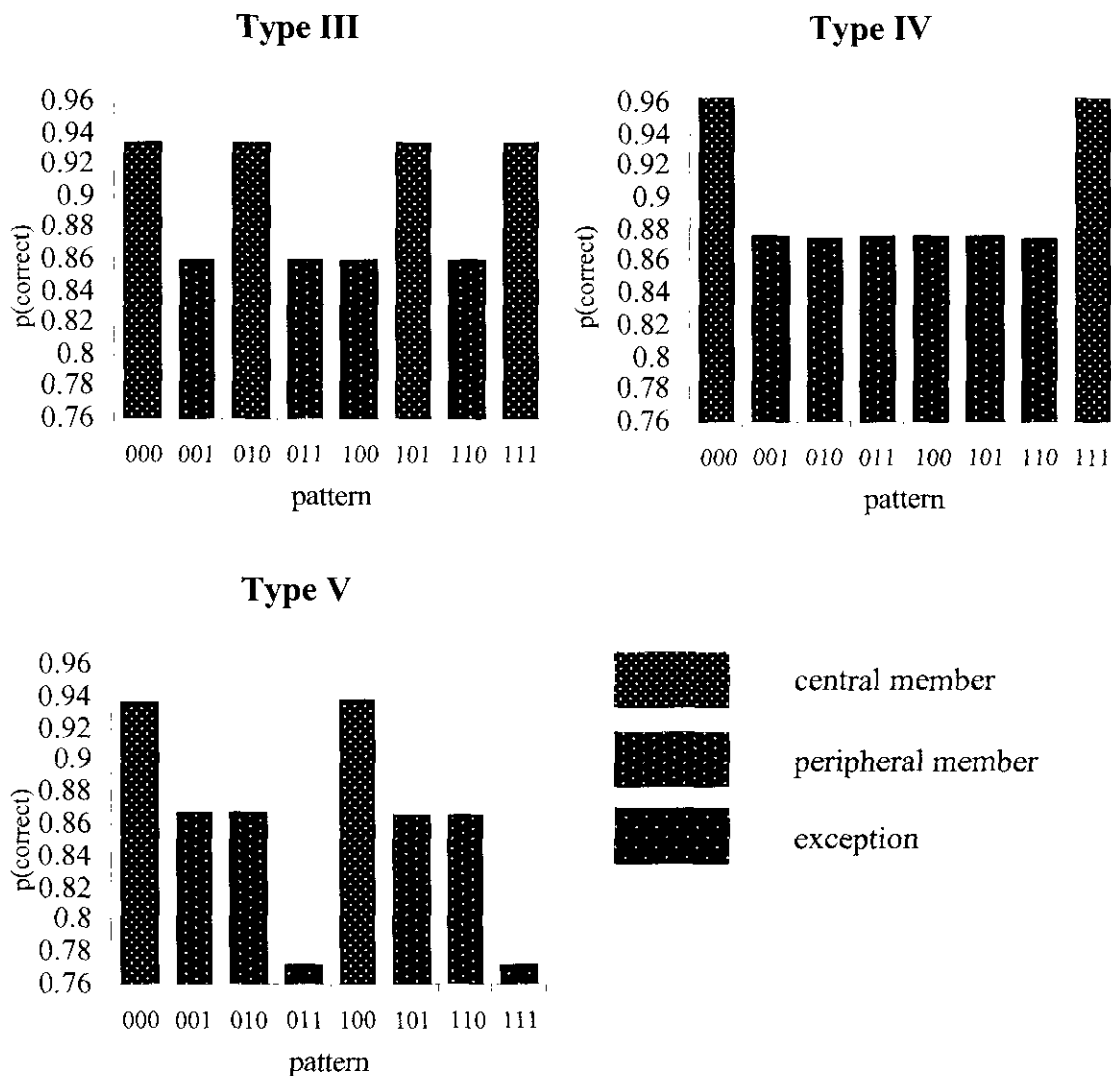 Type III
0.96
0.94
0.92
0.9
0.88
0.86
0.84
0.82
0.8
0.78
0.76
p(correct)
000 001 010 011 100 101 110 111
pattern
Type IV
0.96
0.94
0.92
0.9
0.88
0.86
0.84
0.82
0.8
0.78
0.76
p(correct)
000 001 010 011 100 101 110 111
pattern
Type V
0.96
0.94
0.92
0.9
0.88
0.86
0.84
0.82
0.8
0.78
0.76
p(correct)
000 001 010 011 100 101 110 111
pattern
central member
peripheral member
exception